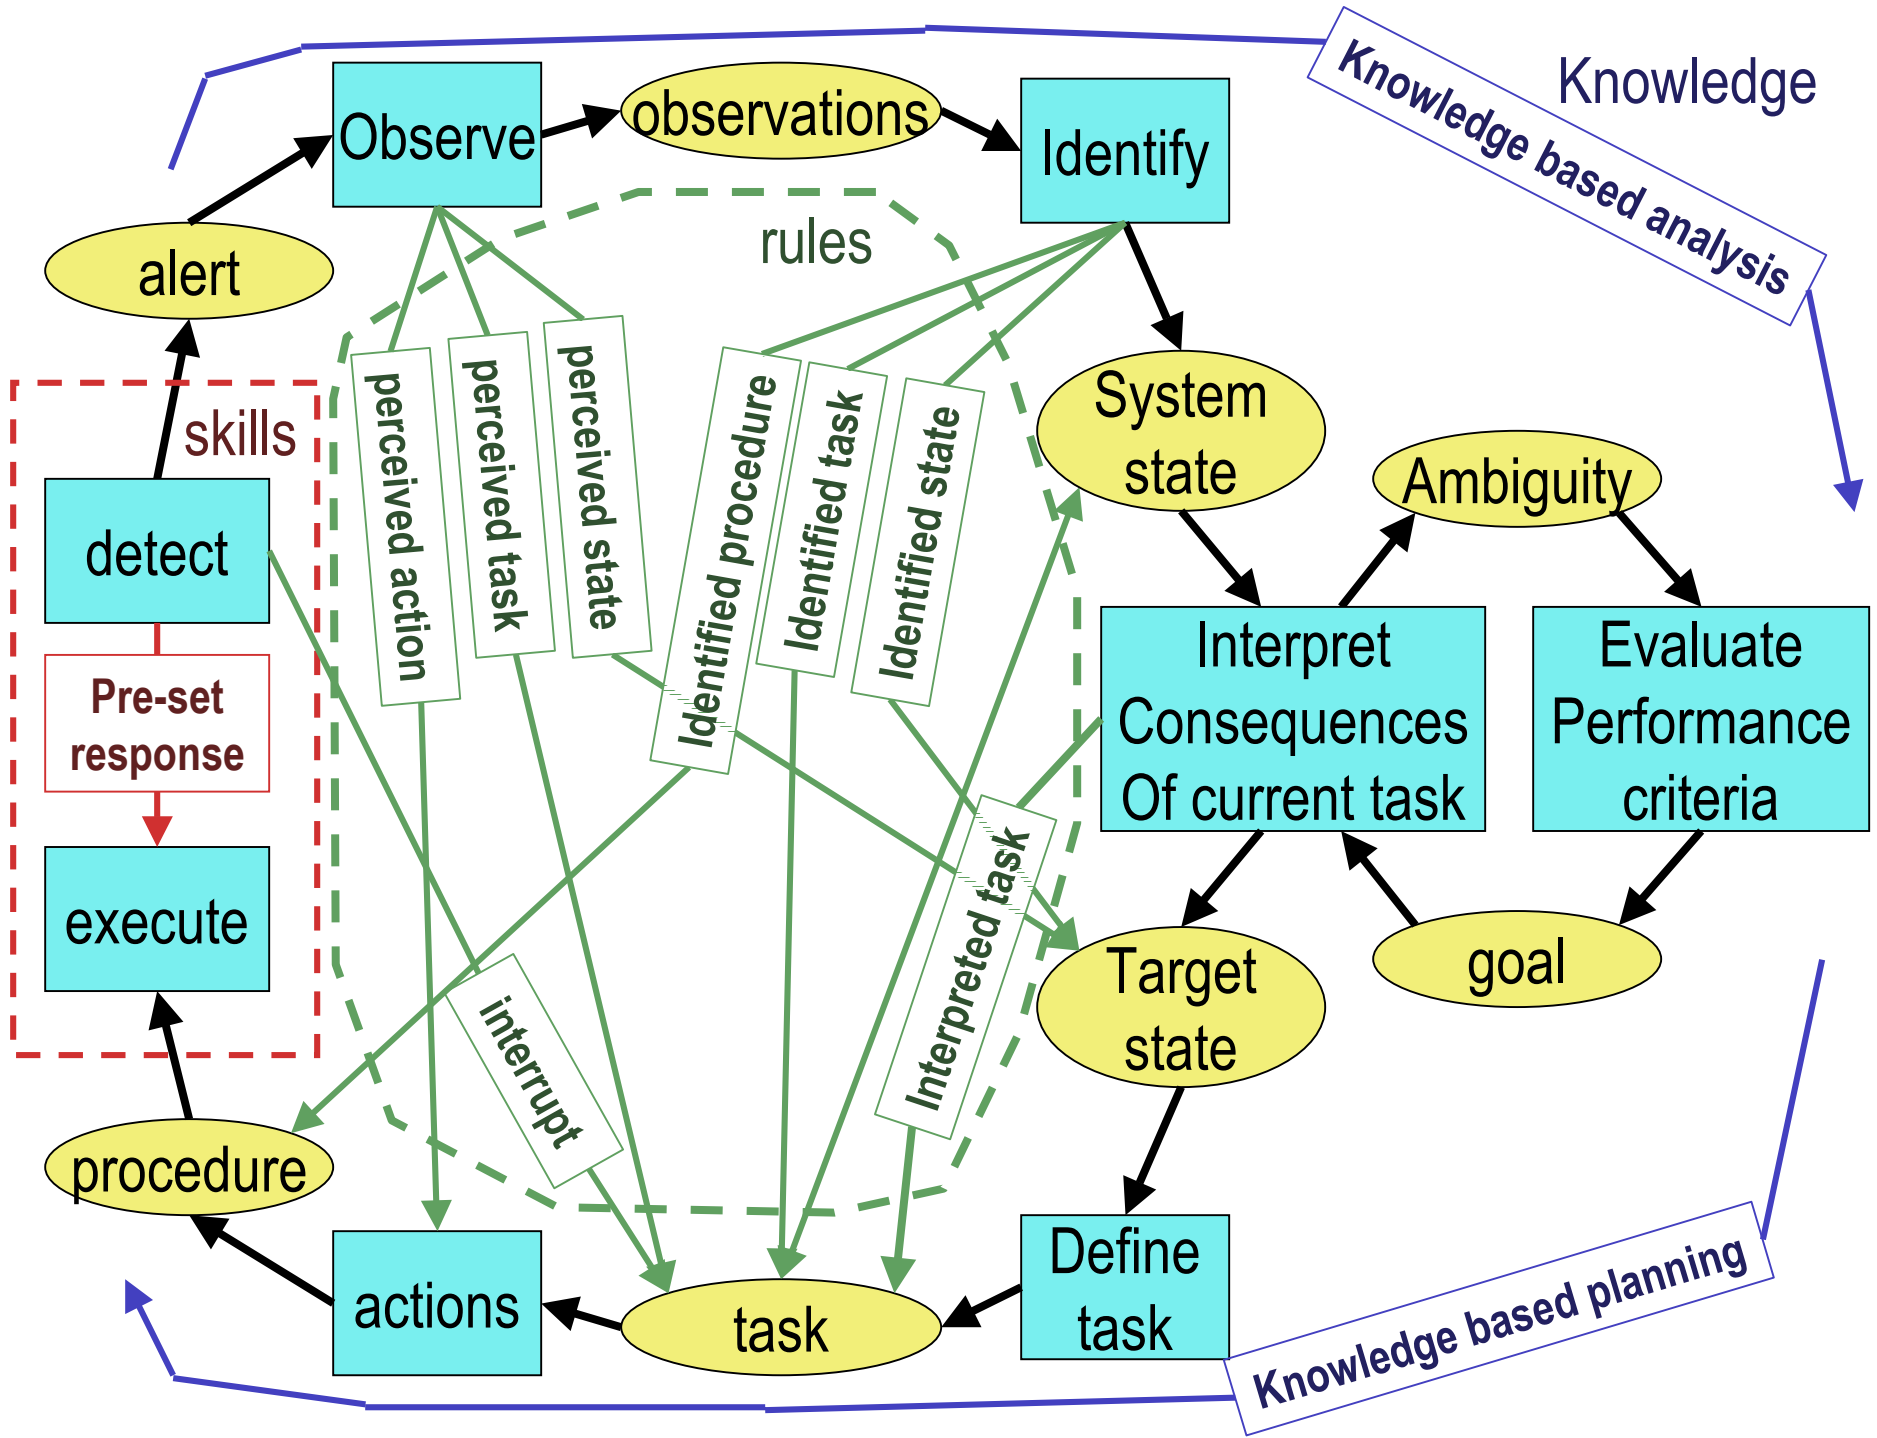 Knowledge
Knowledge based analysis
Observe
observations
Identify
rules
alert
skills
perceived action
perceived task
perceived state
Identified procedure
Identified task
Identified state
System
state
Ambiguity
detect
Pre-set
response
Interpret
Consequences
Of current task
Evaluate
Performance
criteria
execute
Interpreted task
interrupt
Target
state
goal
procedure
actions
task
Define
task
Knowledge based planning